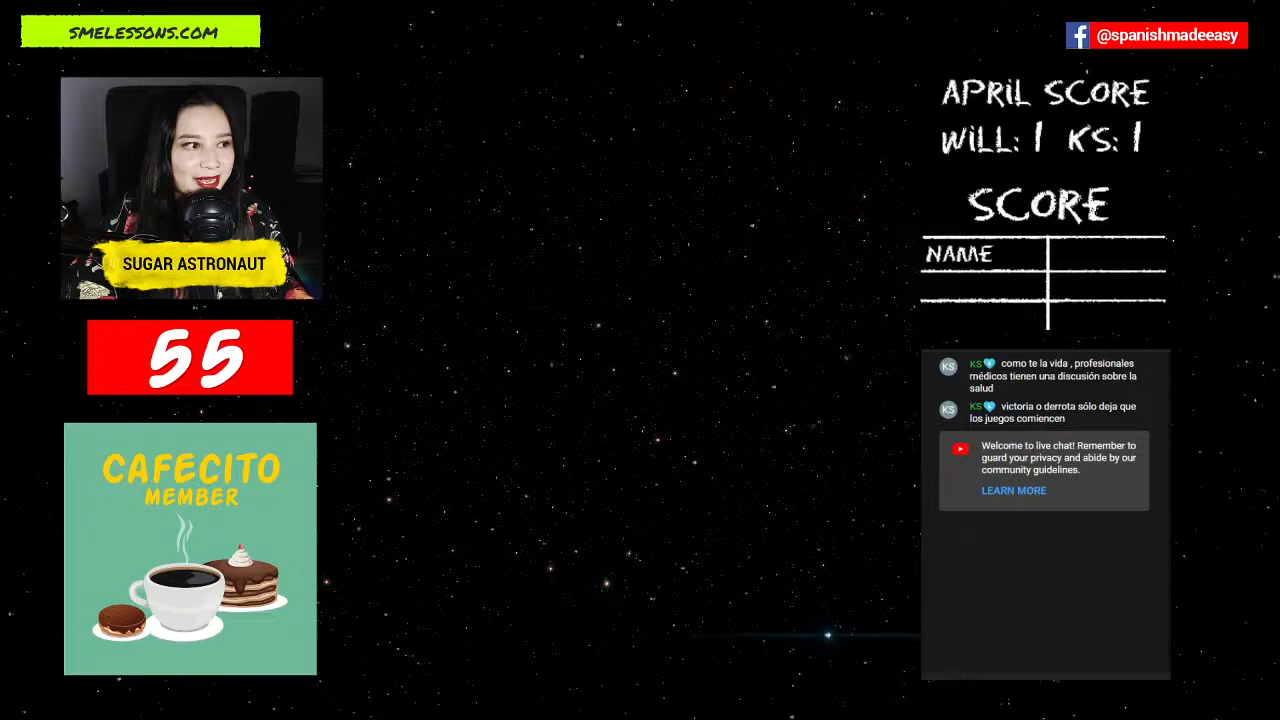 SMELESSONS.COM
@spanishmadeeasy
SUGAR ASTRONAUT
55
CAFECITO
MEMBER
APRIL SCORE
WILL: 1 KS: 1
SCORE
NAME
KS KS como te la vida , profesionales
médicos tienen una discusión sobre la
salud
KS KS victoria o derrota sólo deja que
los juegos comiencen
Welcome to live chat! Remember to
guard your privacy and abide by our
community guidelines.
LEARN MORE